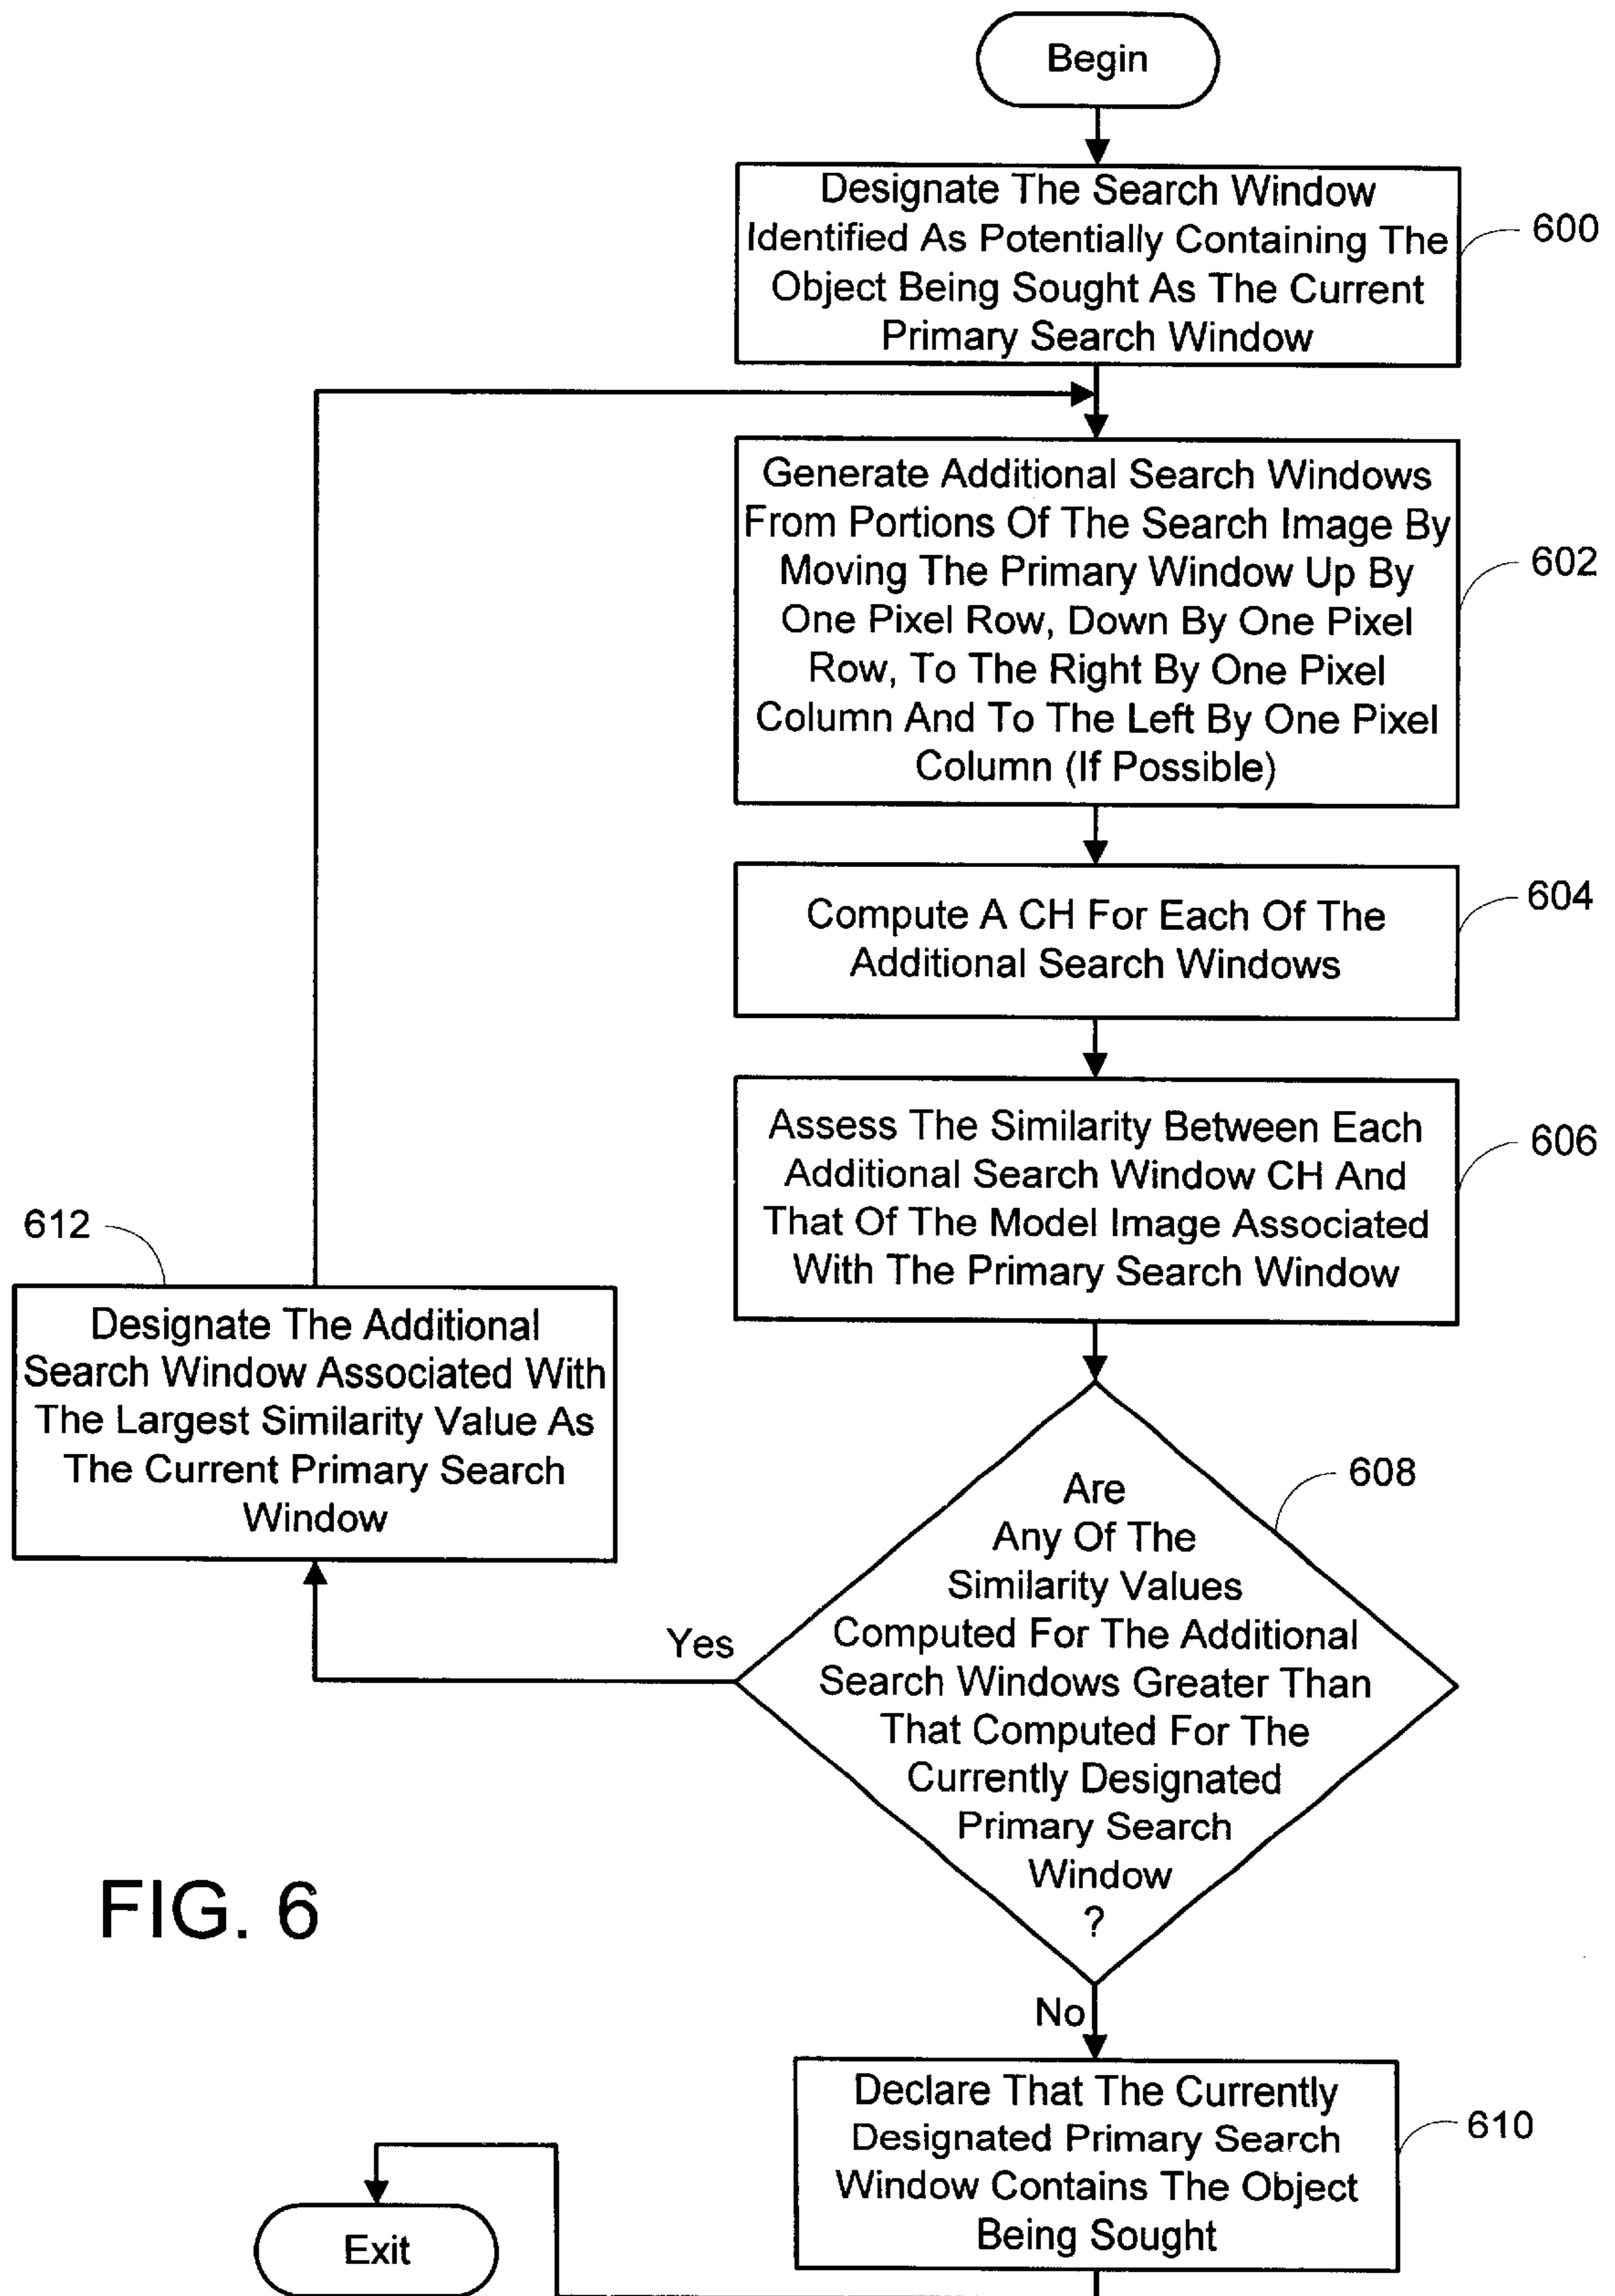 Begin
Designate The Search Window
Identified As Potentially Containing The
Object Being Sought As The Current
Primary Search Window
600
Generate Additional Search Windows
From Portions Of The Search Image By
Moving The Primary Window Up By
One Pixel Row, Down By One Pixel
Row, To The Right By One Pixel
Column And To The Left By One Pixel
Column (If Possible)
602
Compute A CH For Each Of The
Additional Search Windows
604
Assess The Similarity Between Each
Additional Search Window CH And
That Of The Model Image Associated
With The Primary Search Window
606
612
Designate The Additional
Search Window Associated With
The Largest Similarity Value As
The Current Primary Search
Window
608
Are
Any Of The
Similarity Values
Computed For The Additional
Search Windows Greater Than
That Computed For The
Currently Designated
Primary Search
Window
?
Yes
No
FIG. 6
Declare That The Currently
Designated Primary Search
Window Contains The Object
Being Sought
610
Exit